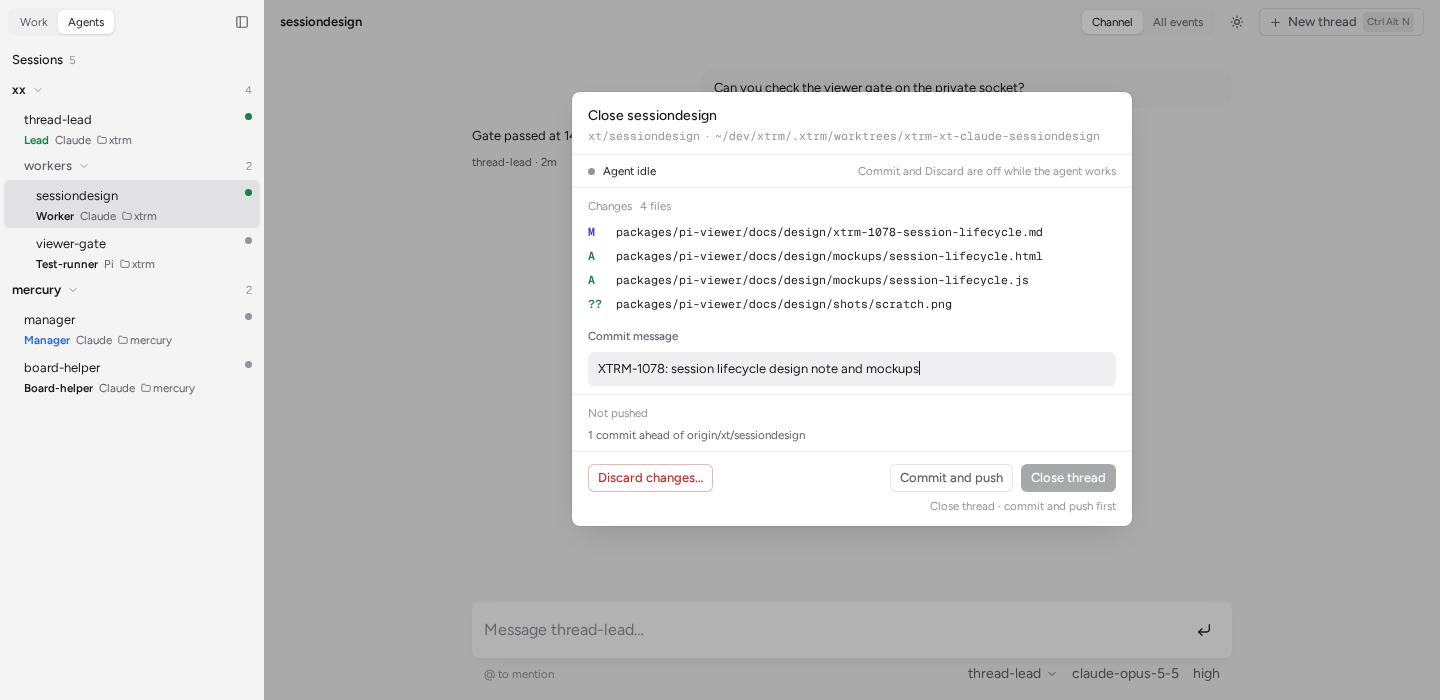 Work Agents
Sessions 5
xx 4
thread-lead
Lead Claude xtrm
workers 2
sessiondesign
Worker Claude xtrm
viewer-gate
Test-runner Pi xtrm
mercury 2
manager
Manager Claude mercury
board-helper
Board-helper Claude mercury
sessiondesign
Channel All events
New thread Ctrl Alt N
Can you check the viewer gate on the private socket?
Gate passed at 14
thread-lead · 2m
Close sessiondesign
xt/sessiondesign · ~/dev/xtrm/.xtrm/worktrees/xtrm-xt-claude-sessiondesign
Agent idle Commit and Discard are off while the agent works
Changes 4 files
M packages/pi-viewer/docs/design/xtrm-1078-session-lifecycle.md
A packages/pi-viewer/docs/design/mockups/session-lifecycle.html
A packages/pi-viewer/docs/design/mockups/session-lifecycle.js
?? packages/pi-viewer/docs/design/shots/scratch.png
Commit message
XTRM-1078: session lifecycle design note and mockups
Not pushed
1 commit ahead of origin/xt/sessiondesign
Discard changes… Commit and push Close thread
Close thread · commit and push first
Message thread-lead…
@ to mention thread-lead claude-opus-5-5 high